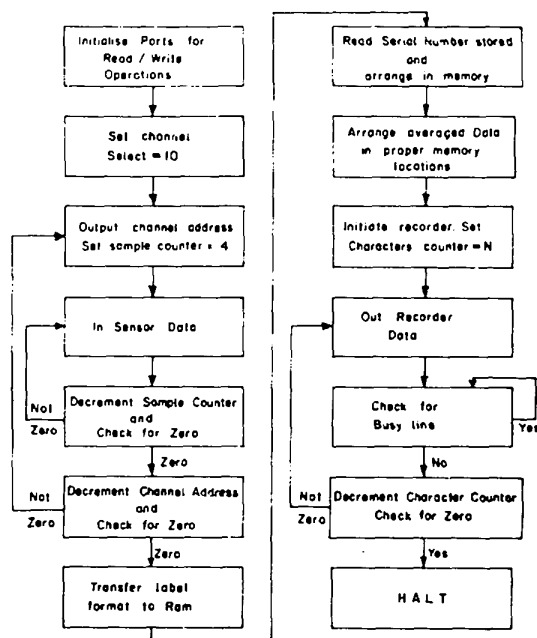 Initialise Ports for
Read / Write
Operations
Set channel
Select = 10
Output channel address
Set sample counter = 4
In Sensor Data
Decrement Sample Counter
and
Check for Zero
Not
Zero
Zero
Decrement Channel Address
and
Check for Zero
Not
Zero
Zero
Transfer label
format to Ram
Read Serial Number stored
and
arrange in memory
Arrange averaged Data
in proper memory
locations
Initiate recorder. Set
Characters counter = N
Out Recorder
Data
Check for
Busy line
Yes
No
Not
Zero
Decrement Character Counter
Check for Zero
Yes
HALT